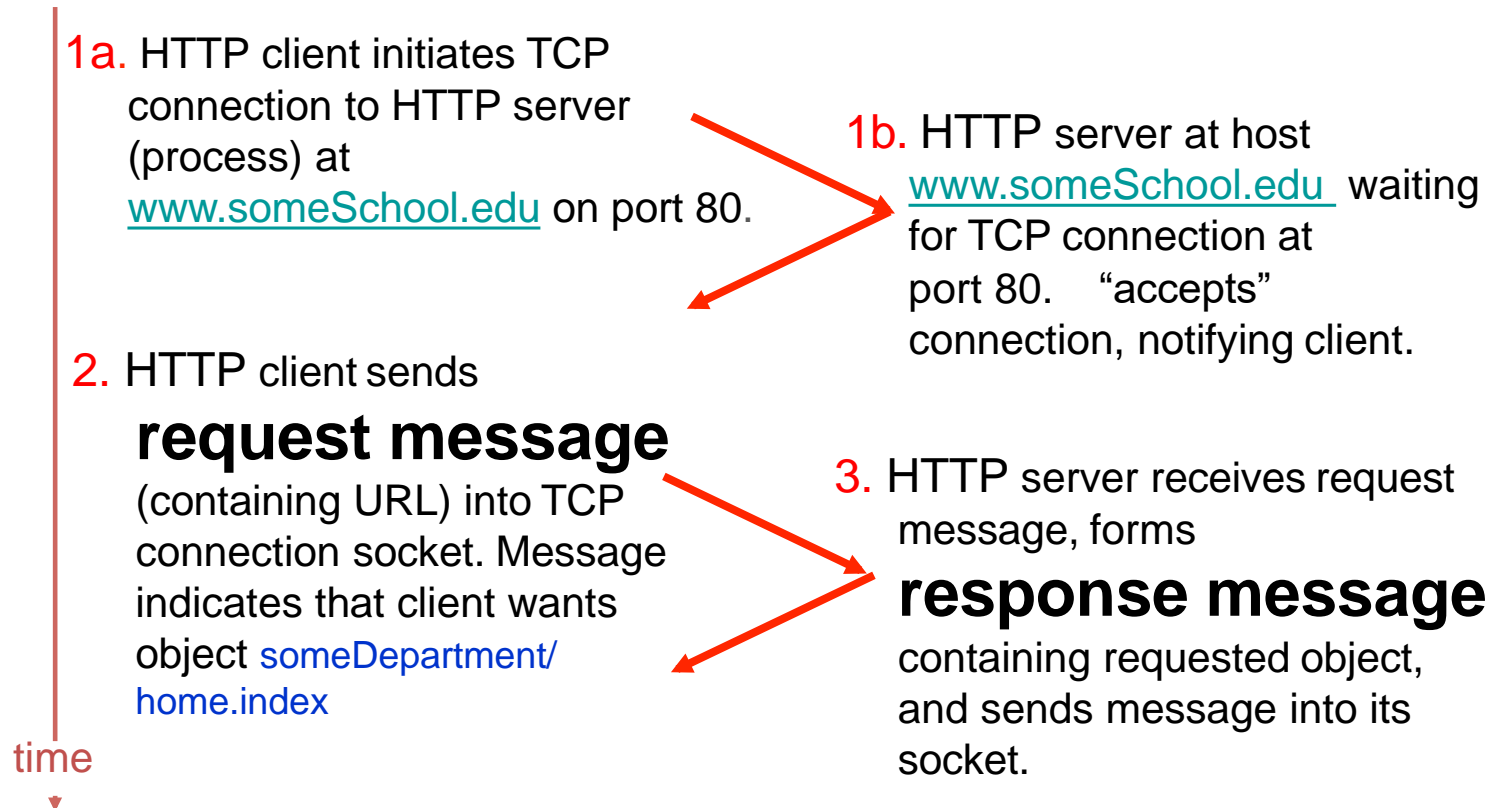 1a. HTTP client initiates TCP
connection to HTTP server
(process) at
www.someSchool.edu on port 80.
1b. HTTP server at host
www.someSchool.edu waiting
for TCP connection at
port 80. “accepts”
connection, notifying client.
2. HTTP client sends
request message
(containing URL) into TCP
connection socket. Message
indicates that client wants
object someDepartment/
home.index
3. HTTP server receives request
message, forms
response message
containing requested object,
and sends message into its
socket.
time